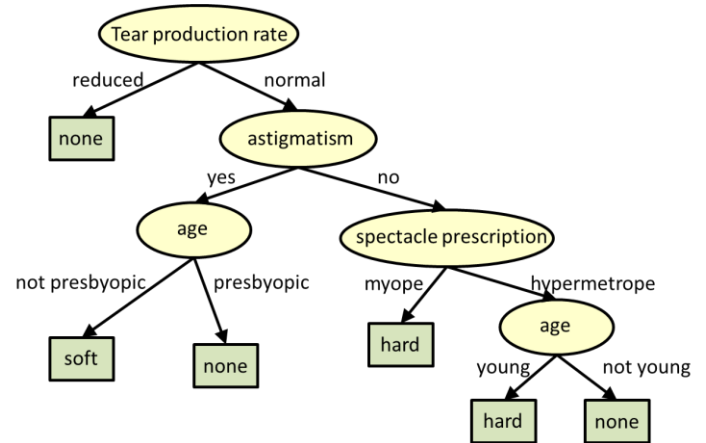 Tear production rate
reduced
normal
none
astigmatism
yes
no
age
spectacle prescription
not presbyopic
presbyopic
myope
hypermetrope
soft
none
hard
age
young
not young
hard
none